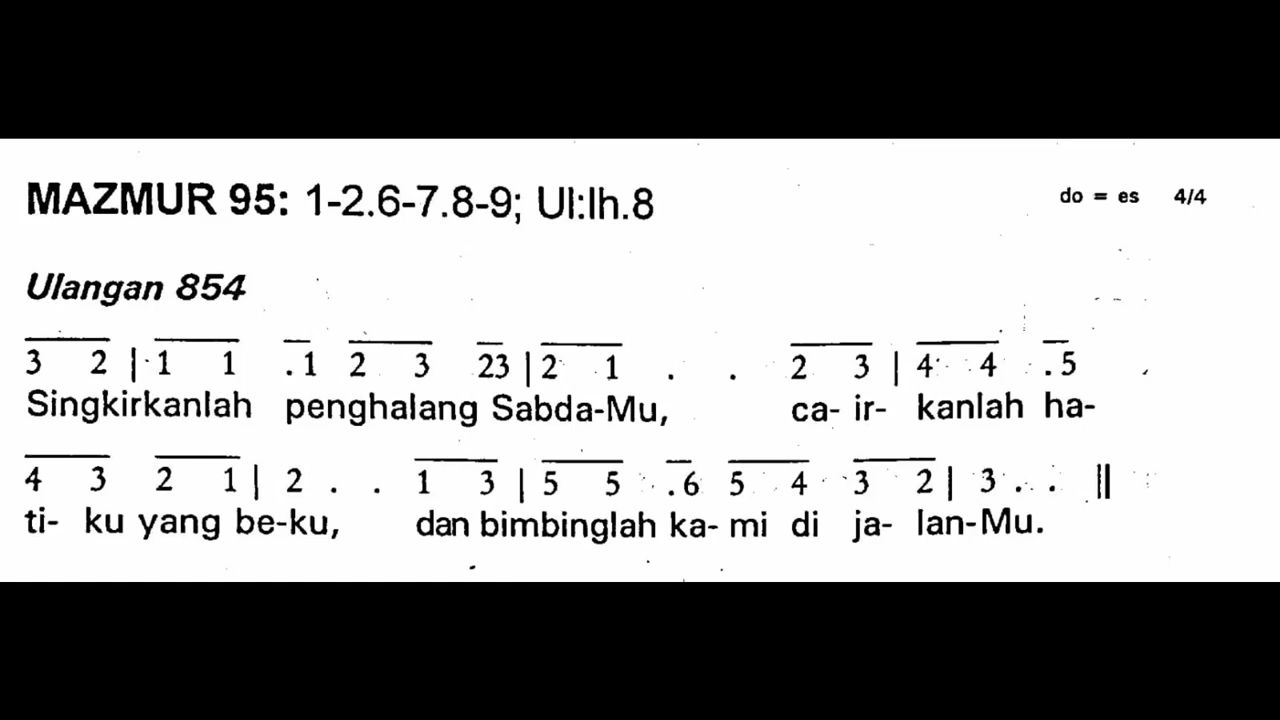 MAZMUR 95: 1-2.6-7.8-9; Ul:lh.8
do = es 4/4
Ulangan 854
3 2 | 1 1 .1 2 3 23 | 2 1 . . 2 3 | 4 4 .5
Singkirkanlah penghalang Sabda-Mu, ca- ir- kanlah ha-
4 3 2 1 | 2 . . 1 3 | 5 5 .6 5 4 3 2 | 3 . . ||
ti- ku yang be-ku, dan bimbinglah ka- mi di ja- lan-Mu.